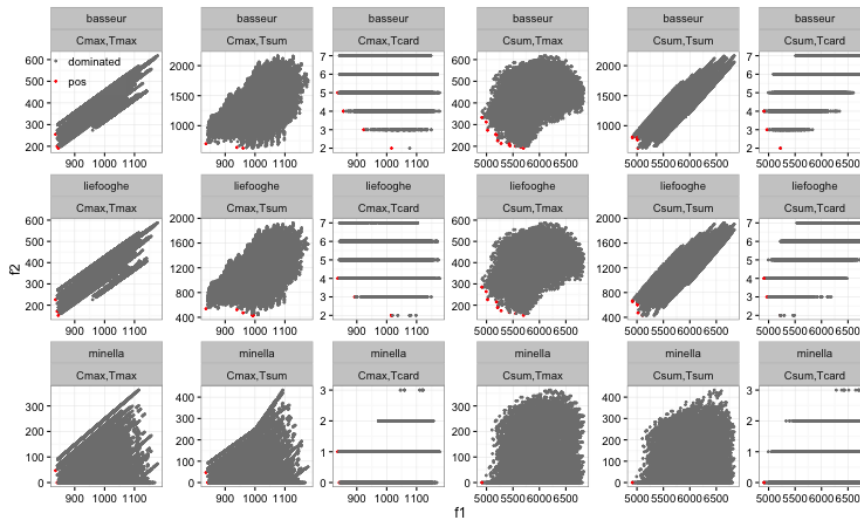 basseur basseur basseur basseur basseur basseur
Cmax,Tmax Cmax,Tsum Cmax,Tcard Csum,Tmax Csum,Tsum Csum,Tcard
600 500 400 300 200
dominated
pos
2000 1500 1000
7 6 5 4 3 2
600 500 400 300 200
2000 1500 1000
7 6 5 4 3 2
900 1000 1100 900 1000 1100 900 1000 1100 5000 5500 6000 6500 5000 5500 6000 6500 5000 5500 6000 6500
liefooghe liefooghe liefooghe liefooghe liefooghe liefooghe
Cmax,Tmax Cmax,Tsum Cmax,Tcard Csum,Tmax Csum,Tsum Csum,Tcard
f2
600 500 400 300 200
2000 1600 1200 800 400
7 6 5 4 3 2
600 500 400 300 200
2000 1600 1200 800 400
7 6 5 4 3 2
900 1000 1100 900 1000 1100 900 1000 1100 5000 5500 6000 6500 5000 5500 6000 6500 5000 5500 6000 6500
minella minella minella minella minella minella
Cmax,Tmax Cmax,Tsum Cmax,Tcard Csum,Tmax Csum,Tsum Csum,Tcard
300 200 100 0
400 300 200 100 0
3 2 1 0
300 200 100 0
400 300 200 100 0
3 2 1 0
900 1000 1100 900 1000 1100 900 1000 1100 5000 5500 6000 6500 5000 5500 6000 6500 5000 5500 6000 6500
f1